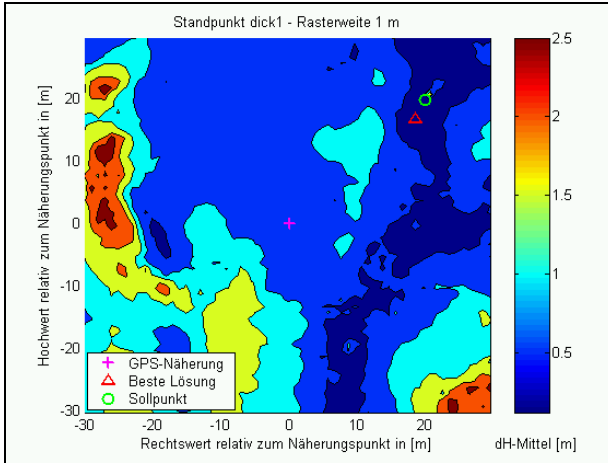 Standpunkt dick1 - Rasterweite 1 m
Hochwert relativ zum Näherungspunkt in [m]
20
10
0
-10
-20
-30
GPS-Näherung
Beste Lösung
Sollpunkt
-30 -20 -10 0 10 20
Rechtswert relativ zum Näherungspunkt in [m]
2.5
2
1.5
1
0.5
dH-Mittel [m]